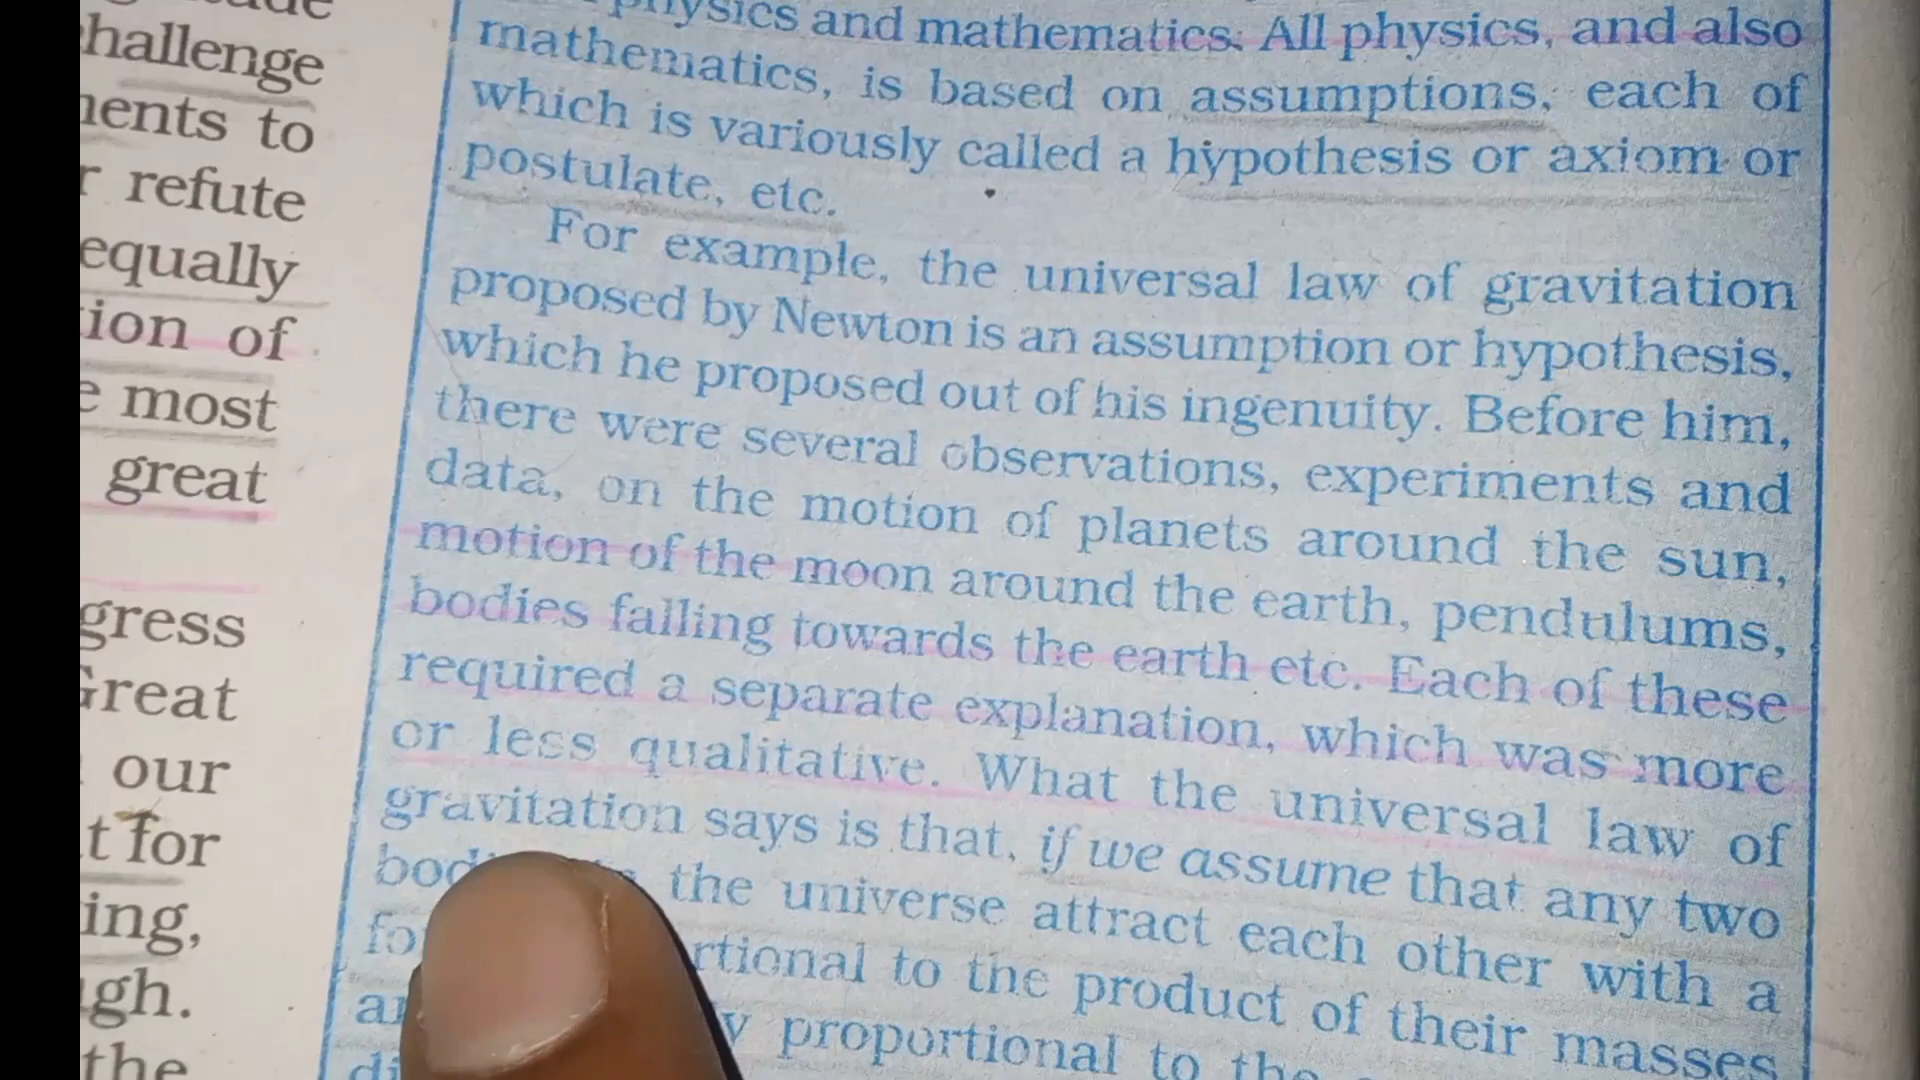 hallenge
ents to
refute
equally
ion of
most
great
gress
reat
our
t for
ing,
gh.
the
physics and mathematics. All physics, and also
mathematics, is based on assumptions, each of
which is variously called a hypothesis or axiom or
postulate, etc.
For example, the universal law of gravitation
proposed by Newton is an assumption or hypothesis,
which he proposed out of his ingenuity. Before him,
there were several observations, experiments and
data, on the motion of planets around the sun,
motion of the moon around the earth, pendulums,
bodies falling towards the earth etc. Each of these
required a separate explanation, which was more
or less qualitative. What the universal law of
gravitation says is that, if we assume that any two
bod the universe attract each other with a
fo rtional to the product of their masses
y proportional to the